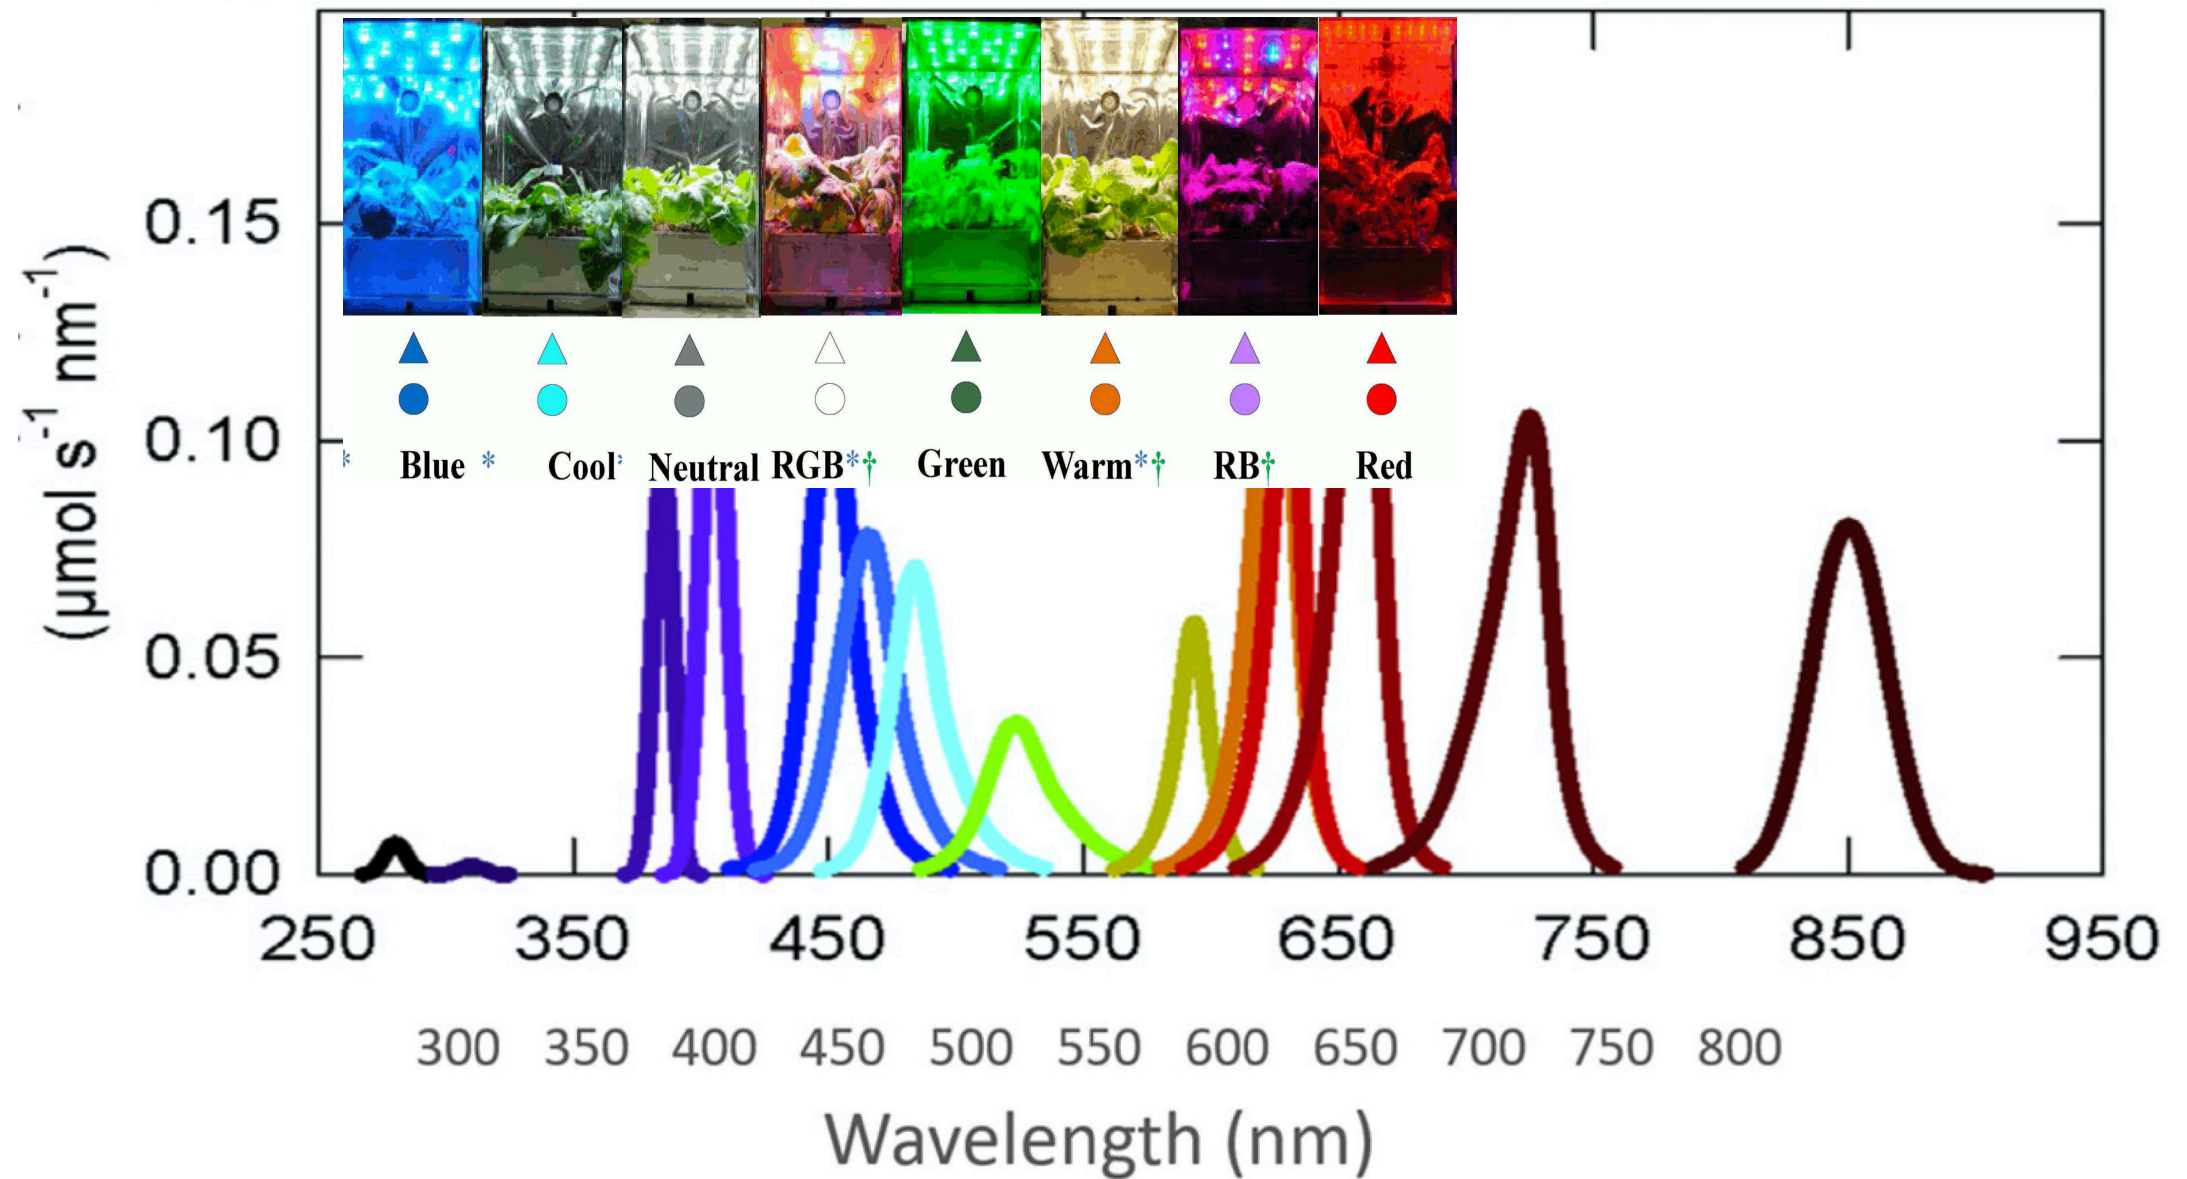 0.15
0.10
0.05
0.00
(µmol s⁻¹ nm⁻¹)
* Blue * Cool* Neutral RGB*† Green Warm*† RB† Red
250 350 450 550 650 750 850 950
300 350 400 450 500 550 600 650 700 750 800
Wavelength (nm)